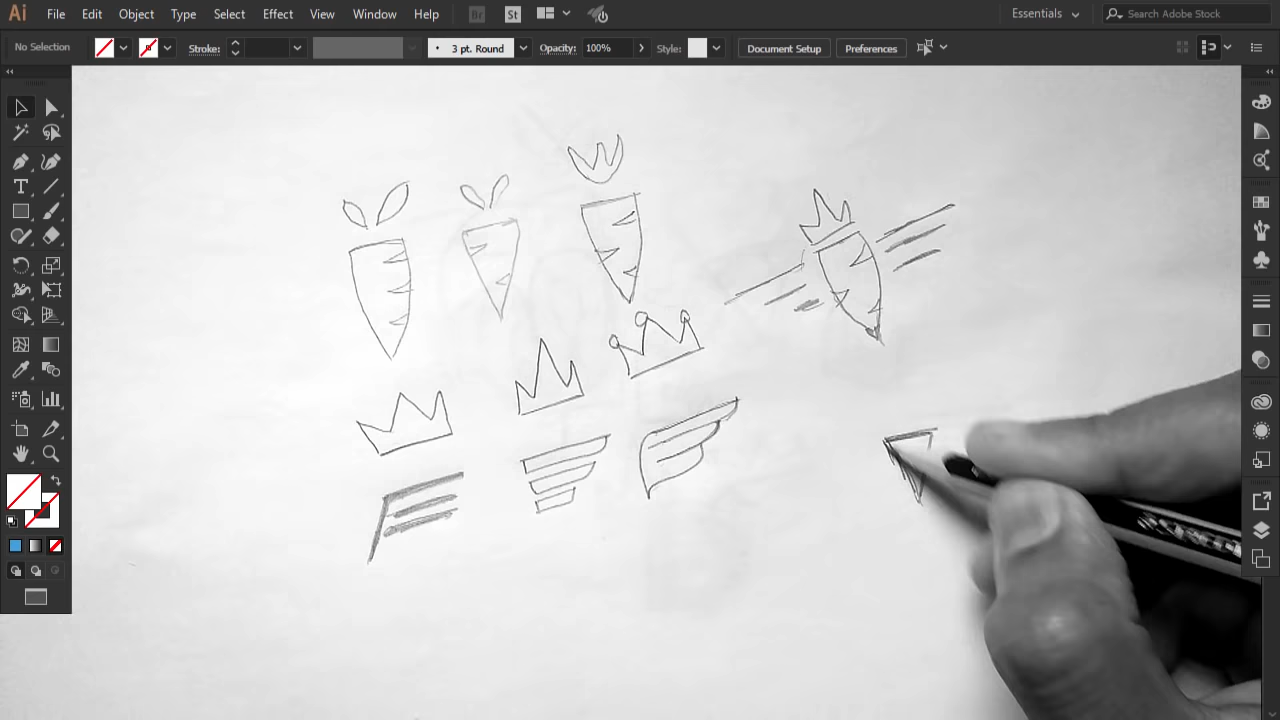 Ai File Edit Object Type Select Effect View Window Help Br St Essentials Search Adobe Stock
No Selection Stroke: 3 pt. Round Opacity: 100% Style: Document Setup Preferences